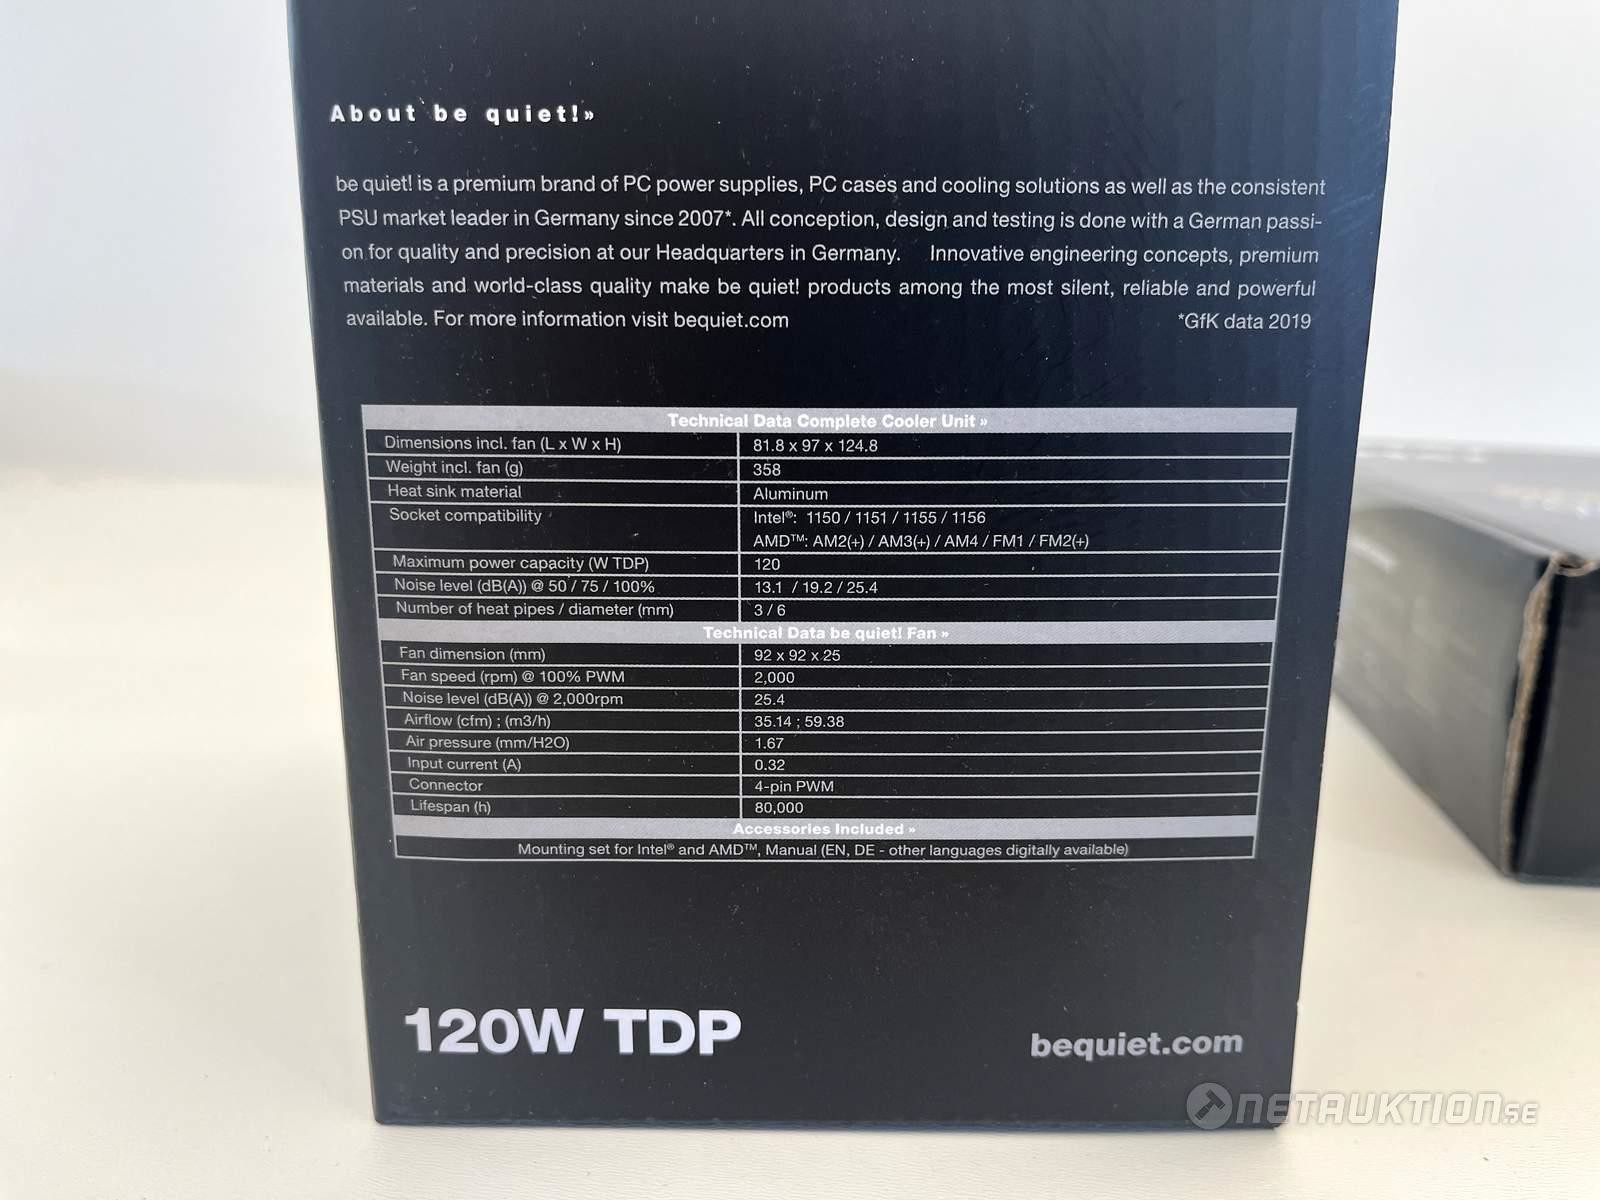 About be quiet!»
be quiet! is a premium brand of PC power supplies, PC cases and cooling solutions as well as the consistent
PSU market leader in Germany since 2007*. All conception, design and testing is done with a German passi-
on for quality and precision at our Headquarters in Germany. Innovative engineering concepts, premium
materials and world-class quality make be quiet! products among the most silent, reliable and powerful
available. For more information visit bequiet.com *GfK data 2019
Technical Data Complete Cooler Unit »
Dimensions incl. fan (L x W x H) 81.8 x 97 x 124.8
Weight incl. fan (g) 358
Heat sink material Aluminum
Socket compatibility Intel®: 1150 / 1151 / 1155 / 1156
AMD™: AM2(+) / AM3(+) / AM4 / FM1 / FM2(+)
Maximum power capacity (W TDP) 120
Noise level (dB(A)) @ 50 / 75 / 100% 13.1 / 19.2 / 25.4
Number of heat pipes / diameter (mm) 3 / 6
Technical Data be quiet! Fan »
Fan dimension (mm) 92 x 92 x 25
Fan speed (rpm) @ 100% PWM 2,000
Noise level (dB(A)) @ 2,000rpm 25.4
Airflow (cfm) ; (m3/h) 35.14 ; 59.38
Air pressure (mm/H2O) 1.67
Input current (A) 0.32
Connector 4-pin PWM
Lifespan (h) 80,000
Accessories Included »
Mounting set for Intel® and AMD™, Manual (EN, DE - other languages digitally available)
120W TDP
bequiet.com
NETAUKTION.SE